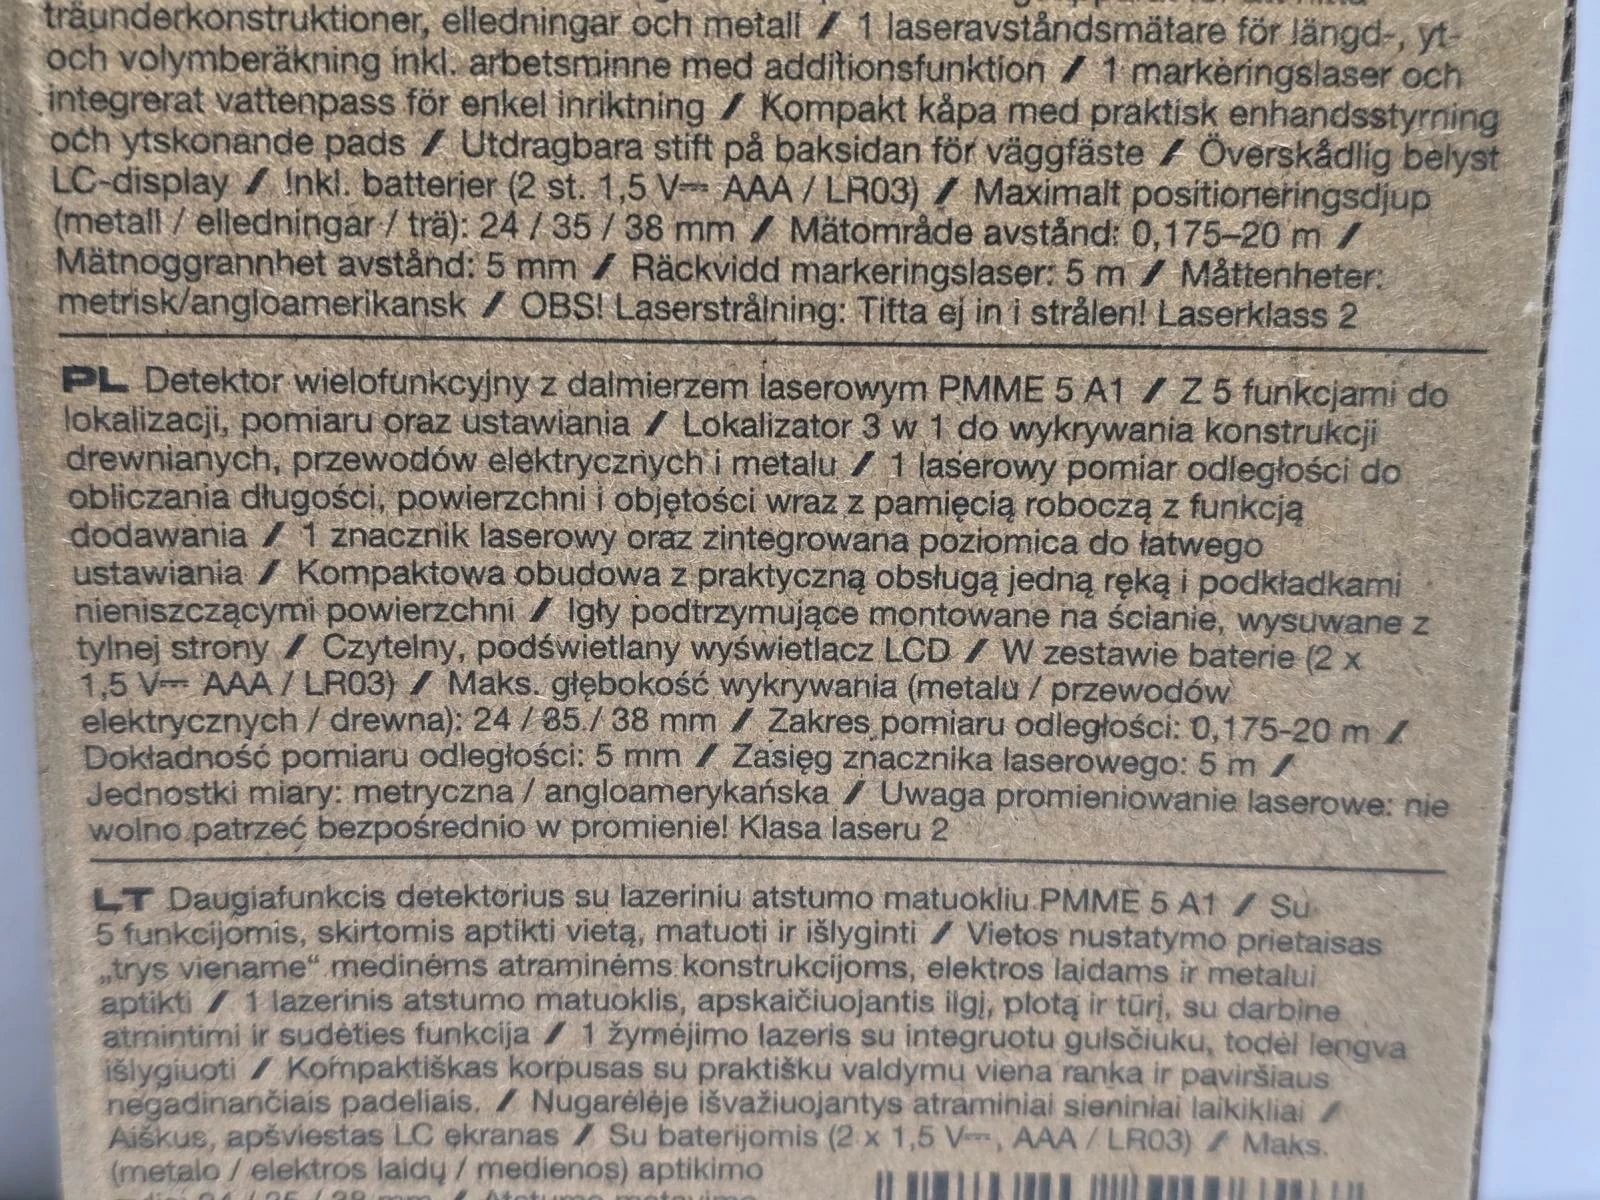 träunderkonstruktioner, elledningar och metall / 1 laseravståndsmätare för längd-, yt-
och volymberäkning inkl. arbetsminne med additionsfunktion / 1 markeringslaser och
integrerat vattenpass för enkel inriktning / Kompakt kåpa med praktisk enhandsstyrning
och ytskonande pads / Utdragbara stift på baksidan för väggfäste / Överskådlig belyst
LC-display / Inkl. batterier (2 st. 1,5 V⎓ AAA / LR03) / Maximalt positioneringsdjup
(metall / elledningar / trä): 24 / 35 / 38 mm / Mätområde avstånd: 0,175–20 m /
Mätnoggrannhet avstånd: 5 mm / Räckvidd markeringslaser: 5 m / Måttenheter:
metrisk/angloamerikansk / OBS! Laserstrålning: Titta ej in i strålen! Laserklass 2
PL Detektor wielofunkcyjny z dalmierzem laserowym PMME 5 A1 / Z 5 funkcjami do
lokalizacji, pomiaru oraz ustawiania / Lokalizator 3 w 1 do wykrywania konstrukcji
drewnianych, przewodów elektrycznych i metalu / 1 laserowy pomiar odległości do
obliczania długości, powierzchni i objętości wraz z pamięcią roboczą z funkcją
dodawania / 1 znacznik laserowy oraz zintegrowana poziomica do łatwego
ustawiania / Kompaktowa obudowa z praktyczną obsługą jedną ręką i podkładkami
nieniszczącymi powierzchni / Igły podtrzymujące montowane na ścianie, wysuwane z
tylnej strony / Czytelny, podświetlany wyświetlacz LCD / W zestawie baterie (2 x
1,5 V⎓ AAA / LR03) / Maks. głębokość wykrywania (metalu / przewodów
elektrycznych / drewna): 24 / 35 / 38 mm / Zakres pomiaru odległości: 0,175-20 m /
Dokładność pomiaru odległości: 5 mm / Zasięg znacznika laserowego: 5 m /
Jednostki miary: metryczna / angloamerykańska / Uwaga promieniowanie laserowe: nie
wolno patrzeć bezpośrednio w promienie! Klasa laseru 2
LT Daugiafunkcis detektorius su lazeriniu atstumo matuokliu PMME 5 A1 / Su
5 funkcijomis, skirtomis aptikti vietą, matuoti ir išlyginti / Vietos nustatymo prietaisas
„trys viename“ medinėms atraminėms konstrukcijoms, elektros laidams ir metalui
aptikti / 1 lazerinis atstumo matuoklis, apskaičiuojantis ilgį, plotą ir tūrį, su darbine
atmintimi ir sudėties funkcija / 1 žymėjimo lazeris su integruotu gulsčiuku, todėl lengva
išlygiuoti / Kompaktiškas korpusas su praktišku valdymu viena ranka ir paviršiaus
negadinančiais padeliais. / Nugarėlėje išvažiuojantys atraminiai sieniniai laikikliai /
Aiškus, apšviestas LC ekranas / Su baterijomis (2 x 1,5 V⎓, AAA / LR03) / Maks.
(metalo / elektros laidų / medienos) aptikimo